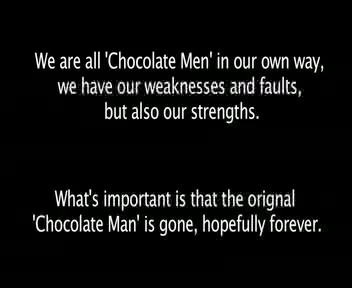 We are all 'Chocolate Men' in our own way,
we have our weaknesses and faults,
but also our strengths.
What's important is that the orignal
'Chocolate Man' is gone, hopefully forever.